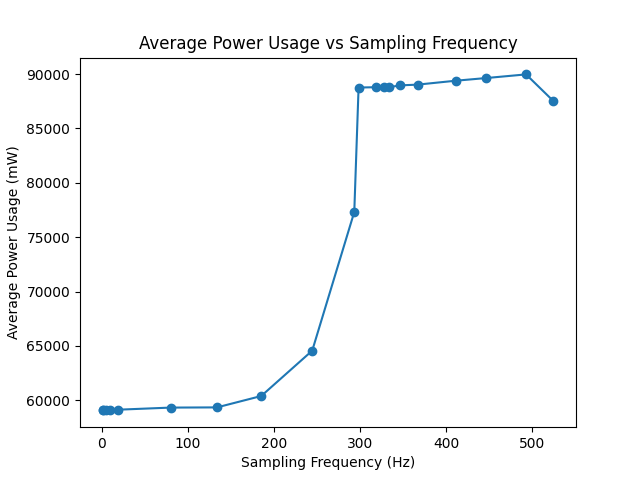 Average Power Usage vs Sampling Frequency
Average Power Usage (mW)
90000
85000
80000
75000
70000
65000
60000
0 100 200 300 400 500
Sampling Frequency (Hz)